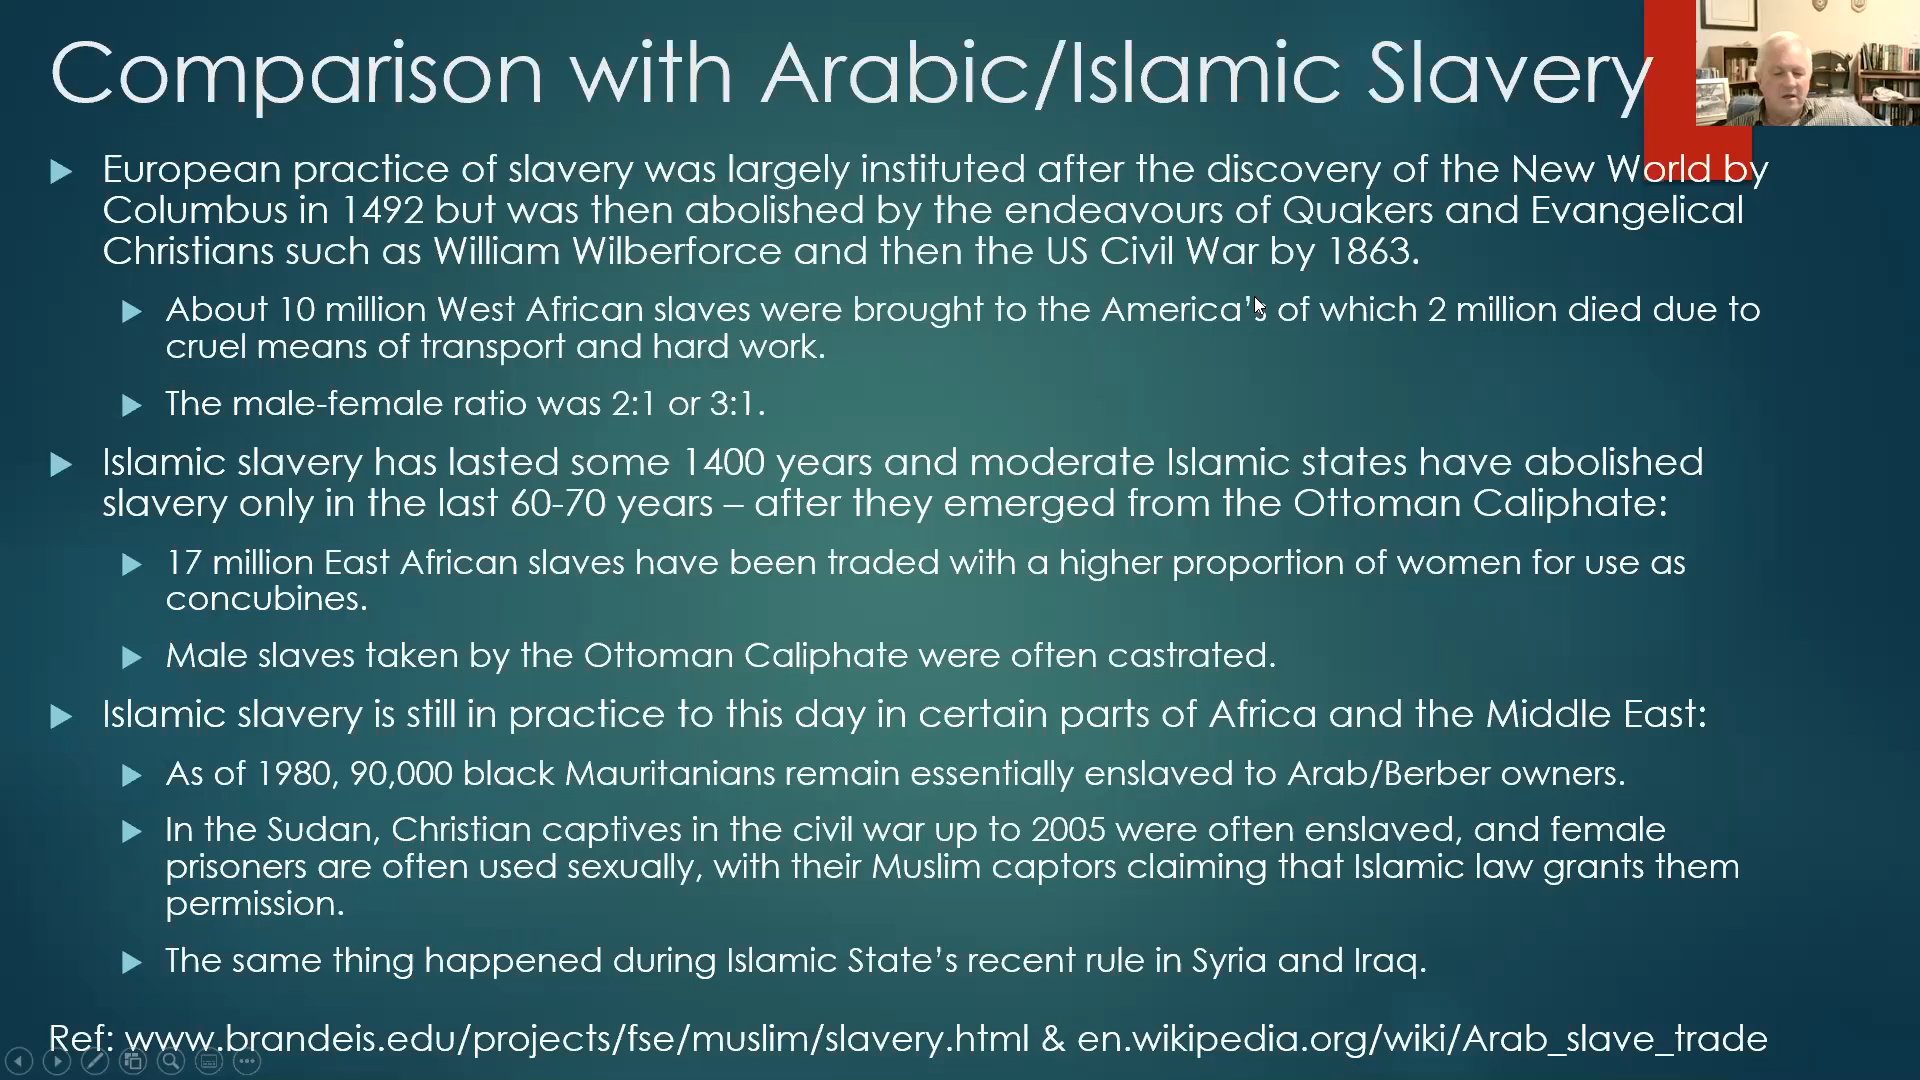 Comparison with Arabic/Islamic Slavery
European practice of slavery was largely instituted after the discovery of the New World by
Columbus in 1492 but was then abolished by the endeavours of Quakers and Evangelical
Christians such as William Wilberforce and then the US Civil War by 1863.
About 10 million West African slaves were brought to the America's of which 2 million died due to
cruel means of transport and hard work.
The male-female ratio was 2:1 or 3:1.
Islamic slavery has lasted some 1400 years and moderate Islamic states have abolished
slavery only in the last 60-70 years – after they emerged from the Ottoman Caliphate:
17 million East African slaves have been traded with a higher proportion of women for use as
concubines.
Male slaves taken by the Ottoman Caliphate were often castrated.
Islamic slavery is still in practice to this day in certain parts of Africa and the Middle East:
As of 1980, 90,000 black Mauritanians remain essentially enslaved to Arab/Berber owners.
In the Sudan, Christian captives in the civil war up to 2005 were often enslaved, and female
prisoners are often used sexually, with their Muslim captors claiming that Islamic law grants them
permission.
The same thing happened during Islamic State's recent rule in Syria and Iraq.
Ref: www.brandeis.edu/projects/fse/muslim/slavery.html & en.wikipedia.org/wiki/Arab_slave_trade